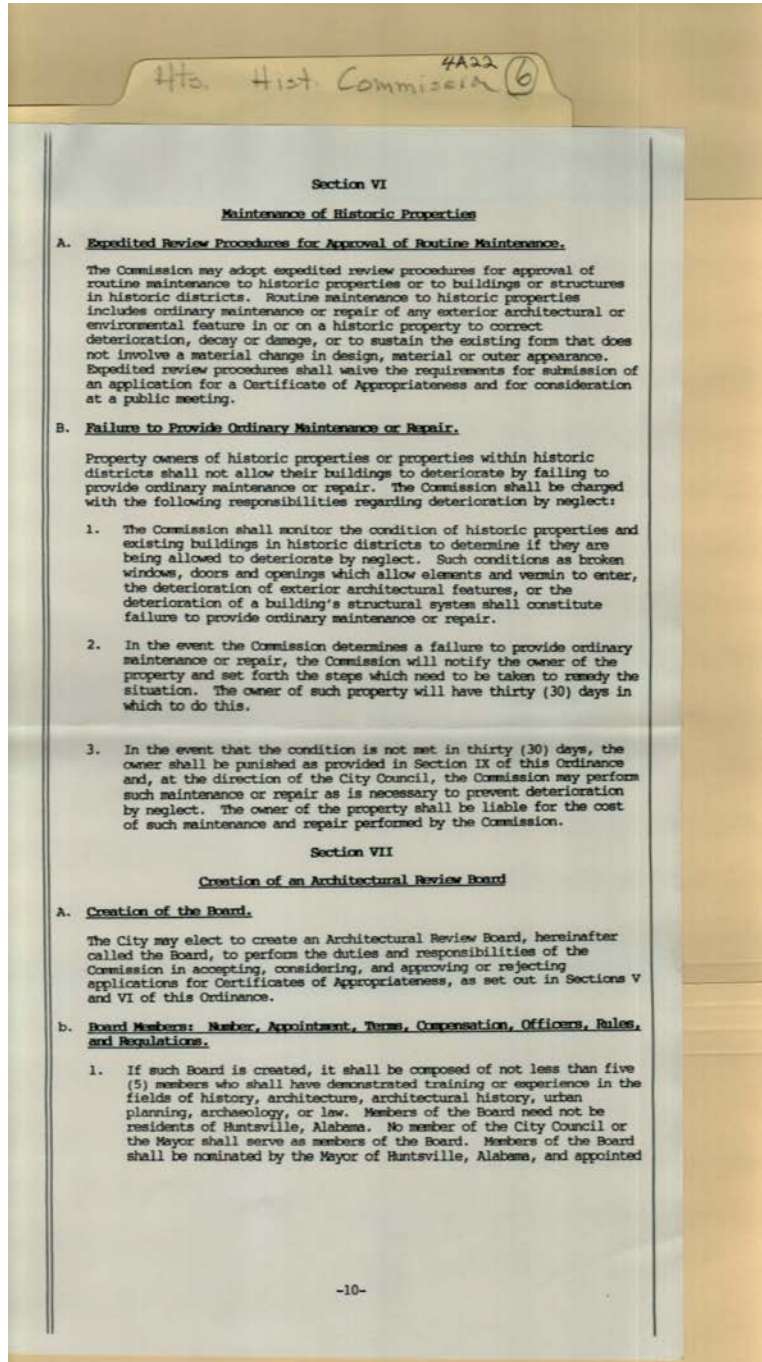 4A22
Hts. Hist. Commission 6
Section VI
Maintenance of Historic Properties
A. Expedited Review Procedures for Approval of Routine Maintenance.
The Commission may adopt expedited review procedures for approval of
routine maintenance to historic properties or to buildings or structures
in historic districts. Routine maintenance to historic properties
includes ordinary maintenance or repair of any exterior architectural or
environmental feature in or on a historic property to correct
deterioration, decay or damage, or to sustain the existing form that does
not involve a material change in design, material or outer appearance.
Expedited review procedures shall waive the requirements for submission of
an application for a Certificate of Appropriateness and for consideration
at a public meeting.
B. Failure to Provide Ordinary Maintenance or Repair.
Property owners of historic properties or properties within historic
districts shall not allow their buildings to deteriorate by failing to
provide ordinary maintenance or repair. The Commission shall be charged
with the following responsibilities regarding deterioration by neglect:
1. The Commission shall monitor the condition of historic properties and
existing buildings in historic districts to determine if they are
being allowed to deteriorate by neglect. Such conditions as broken
windows, doors and openings which allow elements and vermin to enter,
the deterioration of exterior architectural features, or the
deterioration of a building's structural system shall constitute
failure to provide ordinary maintenance or repair.
2. In the event the Commission determines a failure to provide ordinary
maintenance or repair, the Commission will notify the owner of the
property and set forth the steps which need to be taken to remedy the
situation. The owner of such property will have thirty (30) days in
which to do this.
3. In the event that the condition is not met in thirty (30) days, the
owner shall be punished as provided in Section IX of this Ordinance
and, at the direction of the City Council, the Commission may perform
such maintenance or repair as is necessary to prevent deterioration
by neglect. The owner of the property shall be liable for the cost
of such maintenance and repair performed by the Commission.
Section VII
Creation of an Architectural Review Board
A. Creation of the Board.
The City may elect to create an Architectural Review Board, hereinafter
called the Board, to perform the duties and responsibilities of the
Commission in accepting, considering, and approving or rejecting
applications for Certificates of Appropriateness, as set out in Sections V
and VI of this Ordinance.
b. Board Members: Number, Appointment, Terms, Compensation, Officers, Rules,
and Regulations.
1. If such Board is created, it shall be composed of not less than five
(5) members who shall have demonstrated training or experience in the
fields of history, architecture, architectural history, urban
planning, archaeology, or law. Members of the Board need not be
residents of Huntsville, Alabama. No member of the City Council or
the Mayor shall serve as members of the Board. Members of the Board
shall be nominated by the Mayor of Huntsville, Alabama, and appointed
-10-